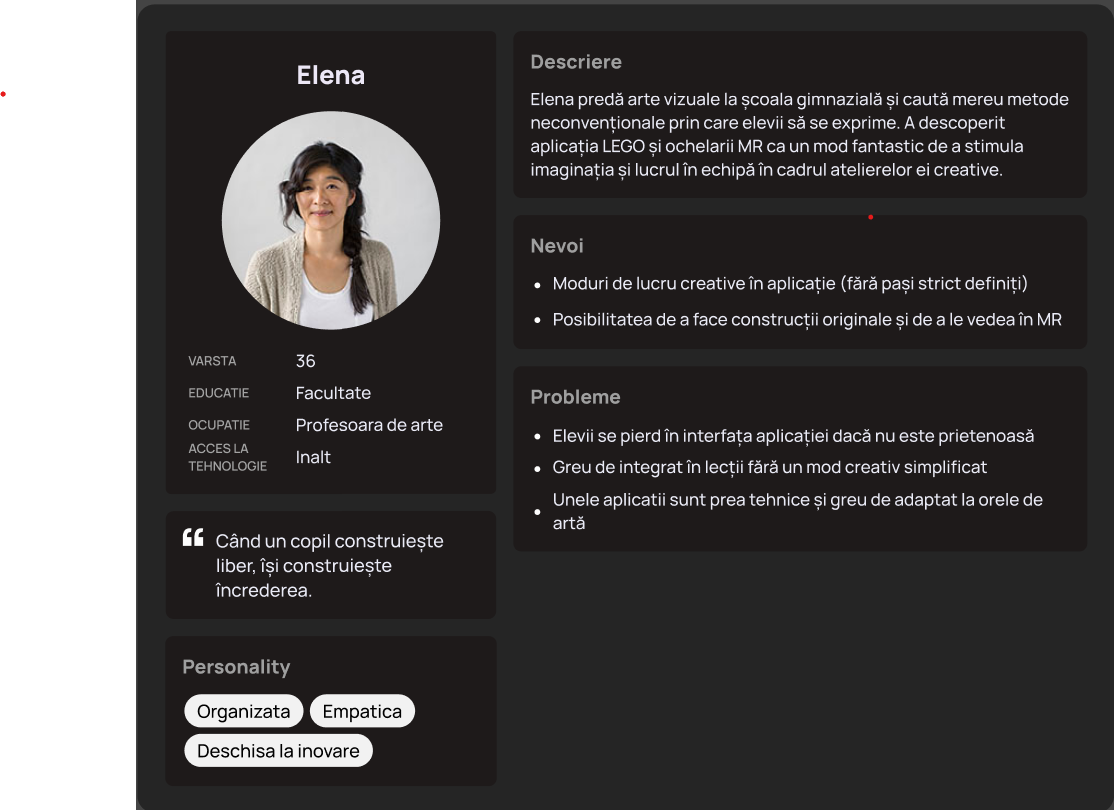 Elena
VARSTA 36
EDUCATIE Facultate
OCUPATIE Profesoara de arte
ACCES LA
TEHNOLOGIE Inalt
“ Când un copil construiește
liber, își construiește
încrederea.
Personality
Organizata Empatica
Deschisa la inovare
Descriere
Elena predă arte vizuale la școala gimnazială și caută mereu metode
neconvenționale prin care elevii să se exprime. A descoperit
aplicația LEGO și ochelarii MR ca un mod fantastic de a stimula
imaginația și lucrul în echipă în cadrul atelierelor ei creative.
Nevoi
• Moduri de lucru creative în aplicație (fără pași strict definiți)
• Posibilitatea de a face construcții originale și de a le vedea în MR
Probleme
• Elevii se pierd în interfața aplicației dacă nu este prietenoasă
• Greu de integrat în lecții fără un mod creativ simplificat
• Unele aplicatii sunt prea tehnice și greu de adaptat la orele de
artă